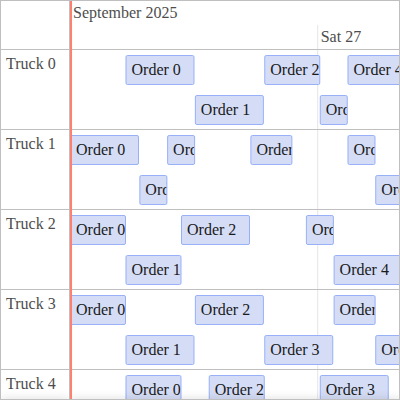 September 2025
Sat 27
Truck 0
Order 0
Order 2
Order 4
Order 1
Orc
Truck 1
Order 0
Orc
Order
Orc
Orc
Or
Truck 2
Order 0
Order 2
Orc
Order 1
Order 4
Truck 3
Order 0
Order 2
Order
Order 1
Order 3
Or
Truck 4
Order 0
Order 2
Order 3